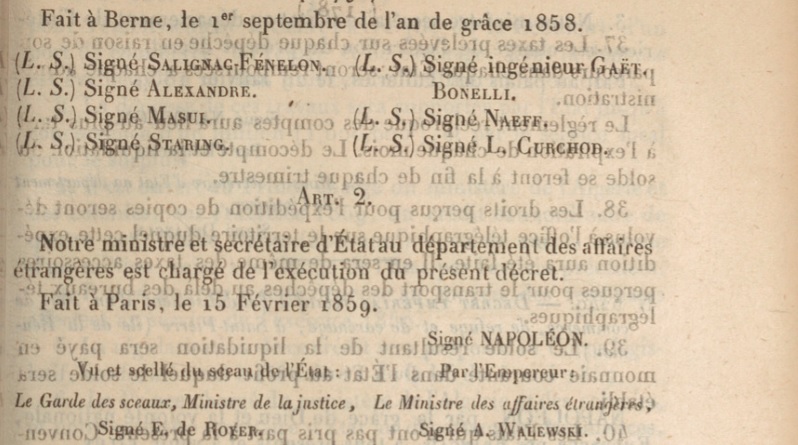 Fait à Berne, le 1er septembre de l'an de grâce 1858.
(L. S.) Signé SALIGNAC-FÉNELON. (L. S.) Signé ingénieur GAËT.
(L. S.) Signé ALEXANDRE. BONELLI.
(L. S.) Signé MASUI. (L. S.) Signé NAEFF.
(L. S.) Signé STARING. (L. S.) Signé L. CURCHOD.
ART. 2.
Notre ministre et secrétaire d'État au département des affaires
étrangères est chargé de l'exécution du présent décret.
Fait à Paris, le 15 Février 1859.
Signé NAPOLÉON.
Vu et scellé du sceau de l'État : Par l'Empereur :
Le Garde des sceaux, Ministre de la justice, Le Ministre des affaires étrangères,
Signé E. de ROYER. Signé A. WALEWSKI.